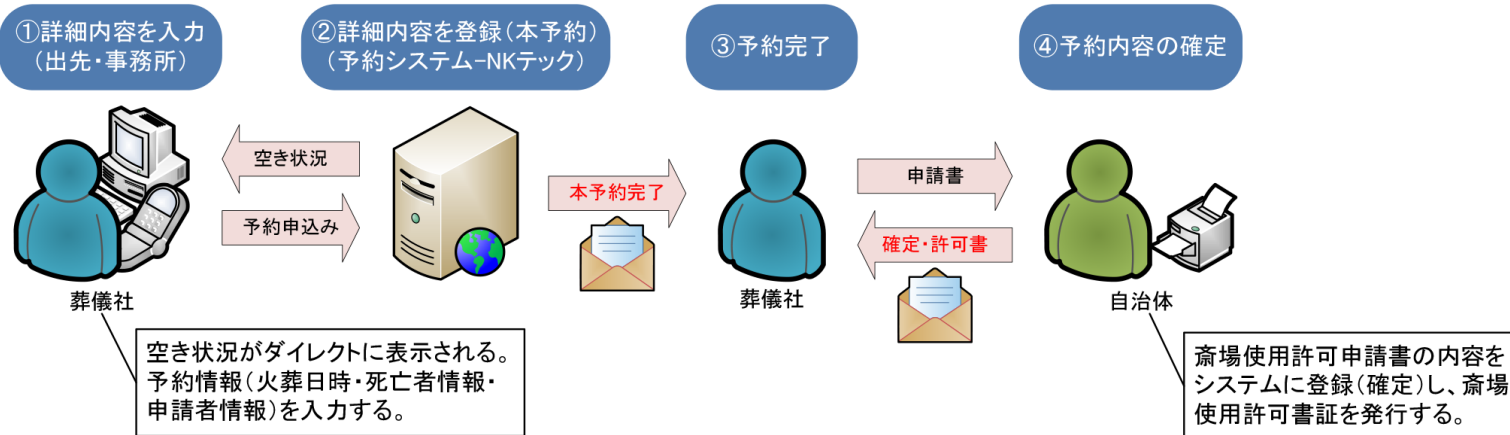 ①詳細内容を入力
（出先・事務所）
②詳細内容を登録（本予約）
（予約システム-NKテック）
③予約完了
④予約内容の確定
空き状況
予約申込み
本予約完了
申請書
確定・許可書
葬儀社
葬儀社
自治体
空き状況がダイレクトに表示される。
予約情報（火葬日時・死亡者情報・
申請者情報）を入力する。
斎場使用許可申請書の内容を
システムに登録（確定）し、斎場
使用許可書証を発行する。